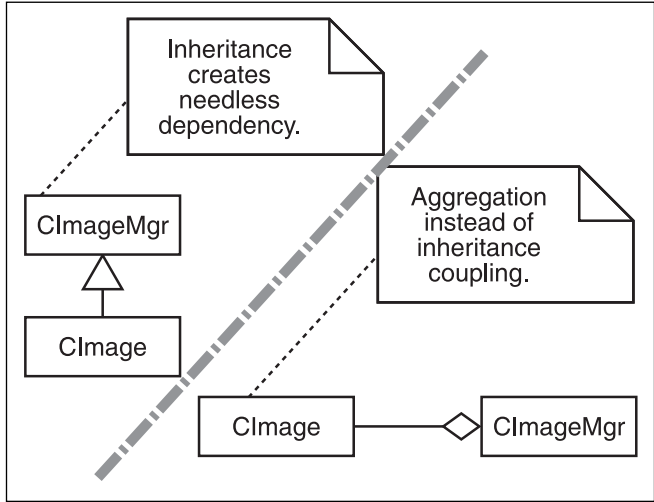 Inheritance
creates
needless
dependency.
CImageMgr
CImage
Aggregation
instead of
inheritance
coupling.
CImage
CImageMgr